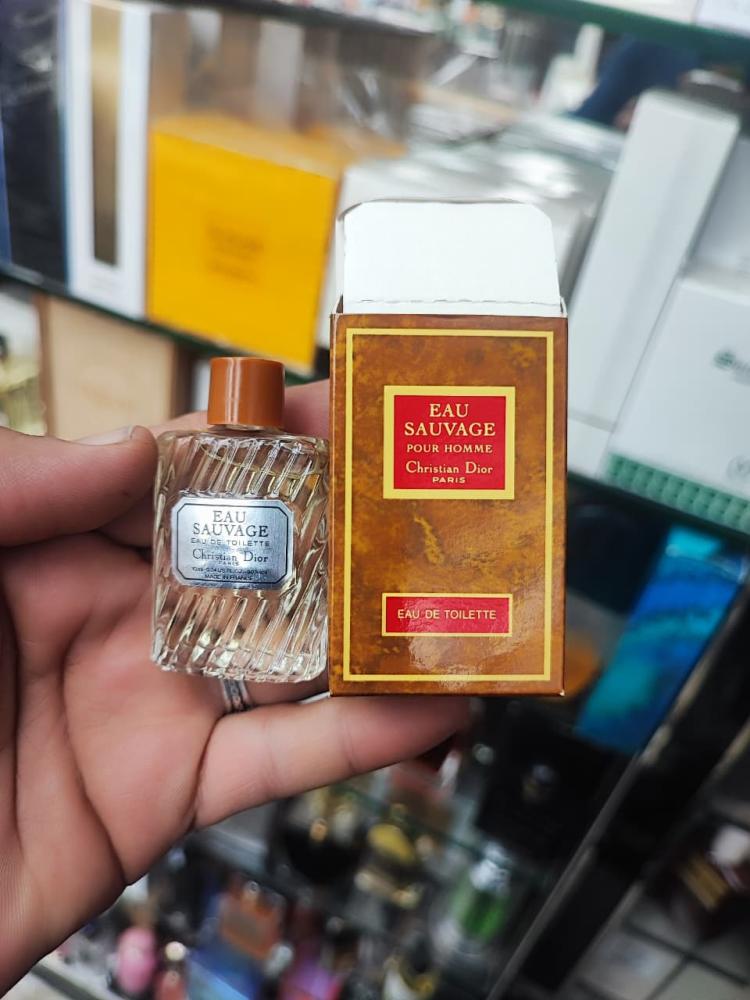 EAU
SAUVAGE
EAU DE TOILETTE
Christian Dior
MADE IN FRANCE
EAU
SAUVAGE
POUR HOMME
Christian Dior
PARIS
EAU DE TOILETTE